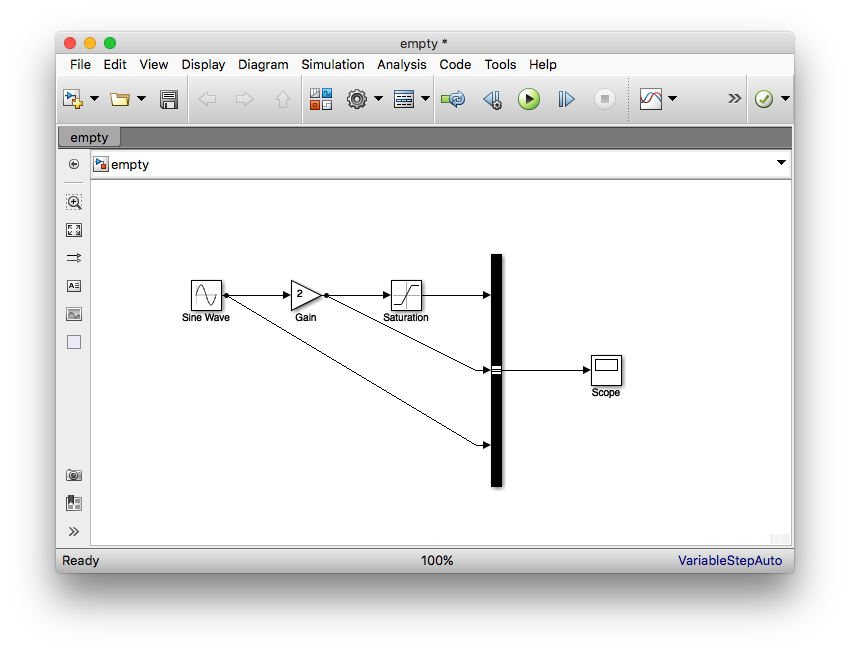 empty *
File Edit View Display Diagram Simulation Analysis Code Tools Help
empty
empty
A
2
Sine Wave
Gain
Saturation
Scope
Ready 100% VariableStepAuto